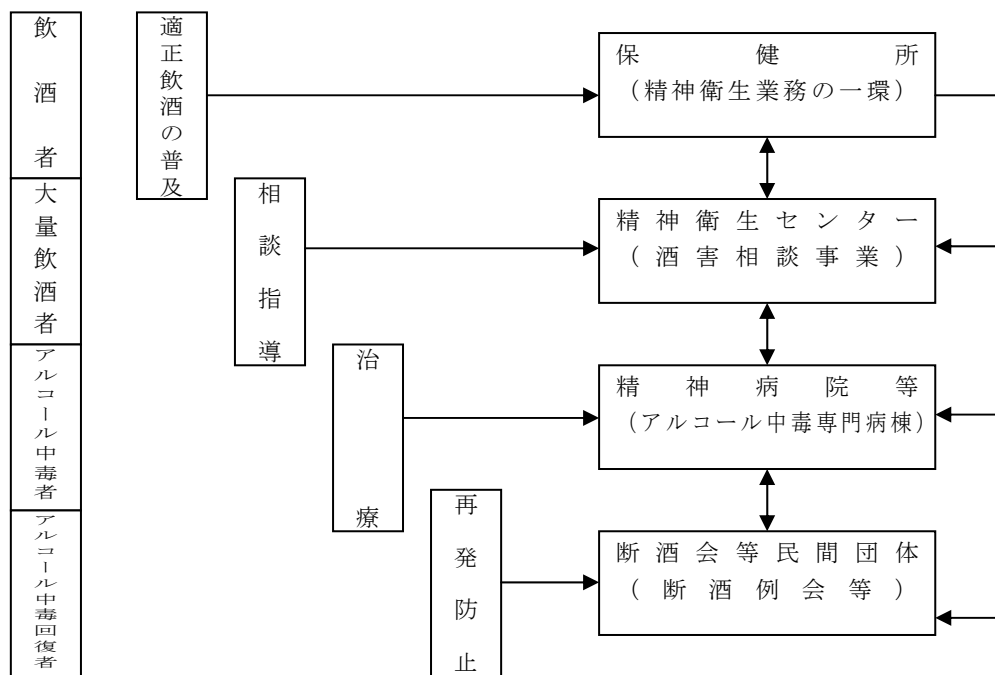 飲酒者
大量飲酒者
アルコール中毒者
アルコール中毒回復者
適正飲酒の普及
相談指導
治療
再発防止
保健所
（精神衛生業務の一環）
精神衛生センター
（酒害相談事業）
精神病院等
（アルコール中毒専門病棟）
断酒会等民間団体
（断酒例会等）